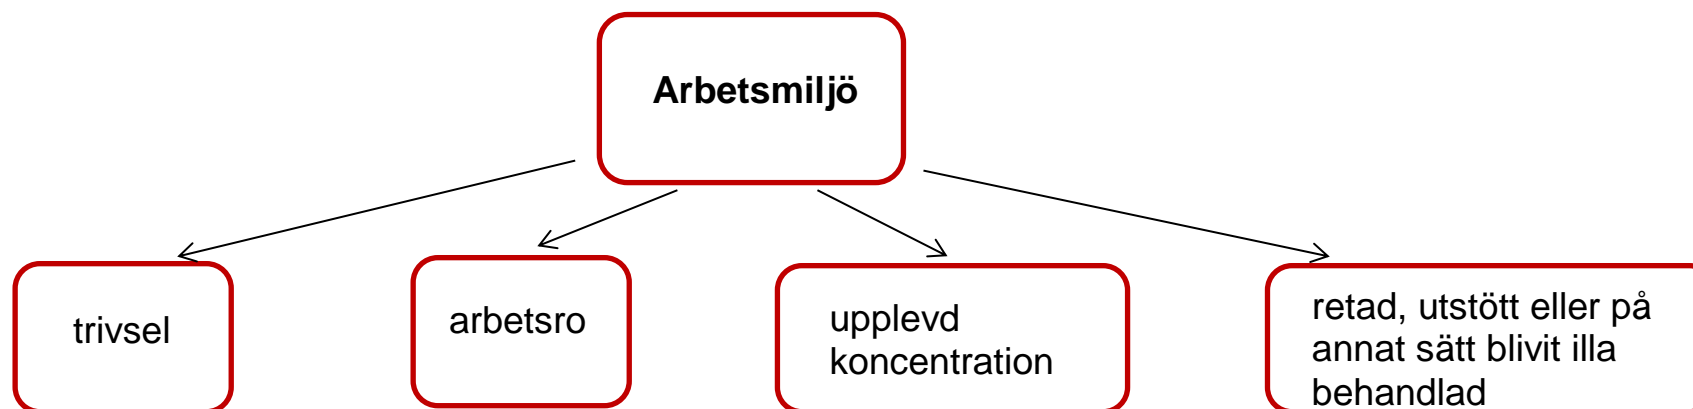 Arbetsmiljö
trivsel
arbetsro
upplevd
koncentration
retad, utstött eller på
annat sätt blivit illa
behandlad